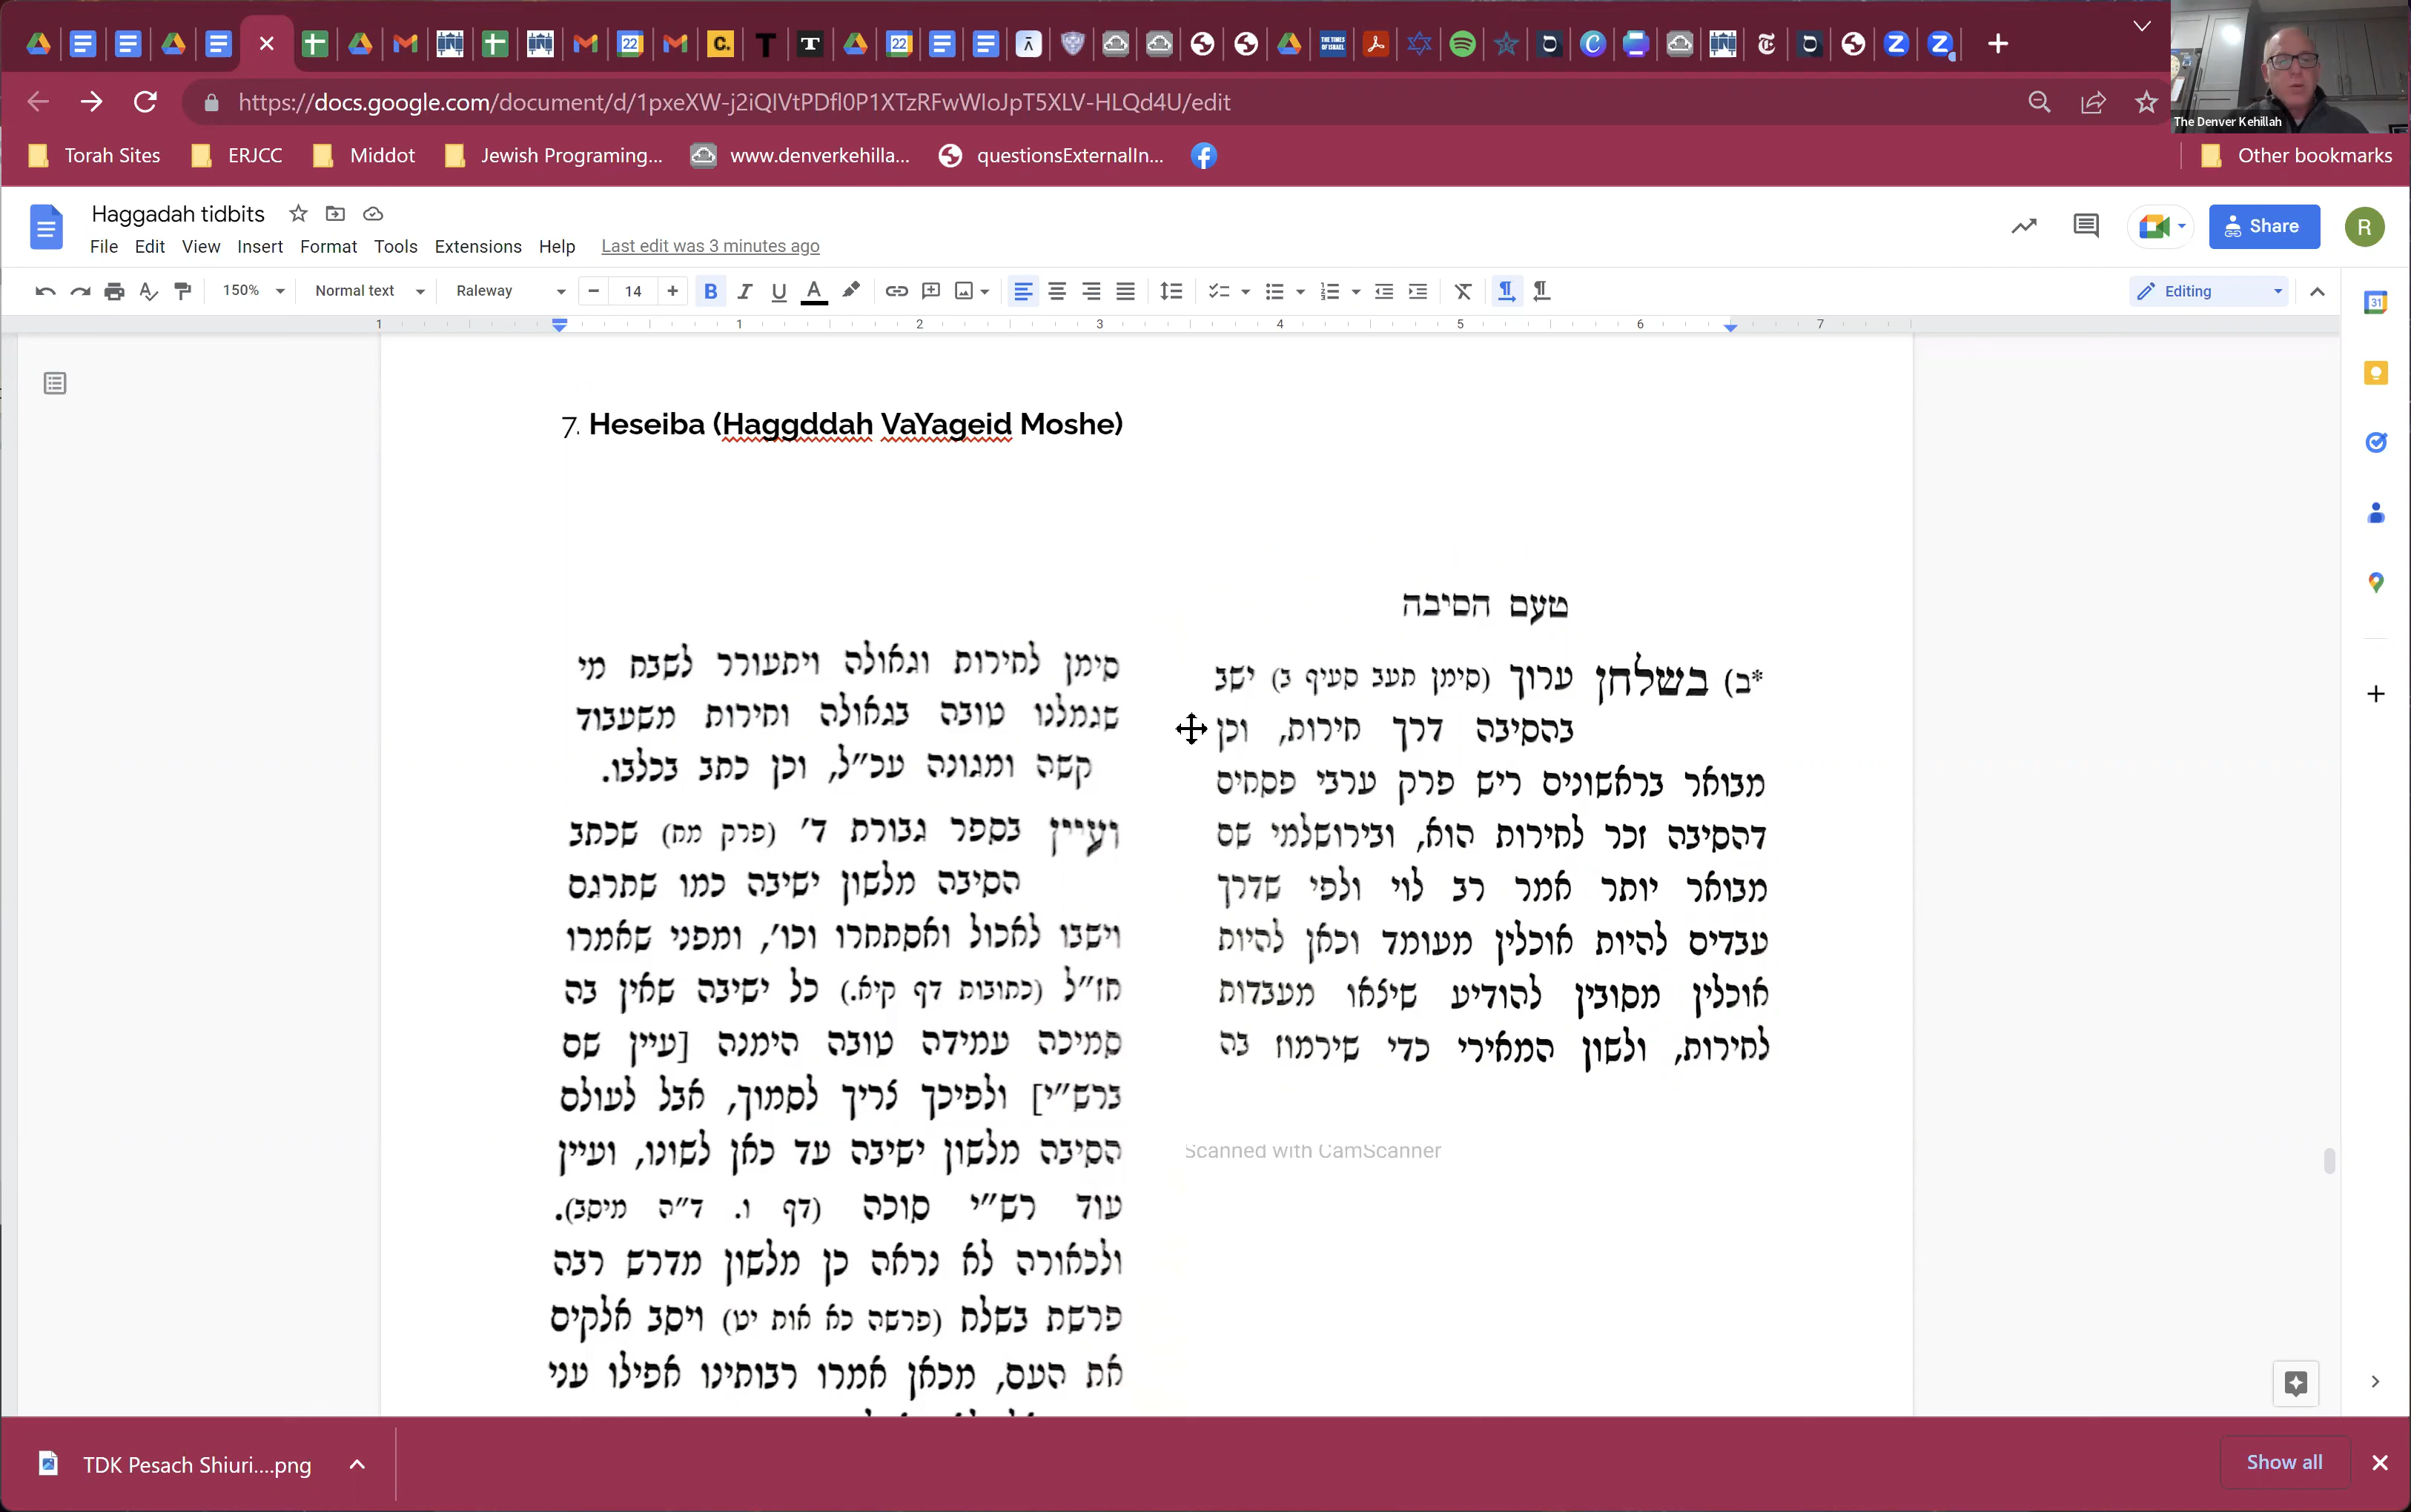 https://docs.google.com/document/d/1pxeXW-j2iQlVtPDfl0P1XTzRFwWIoJpT5XLV-HLQd4U/edit
The Denver Kehillah
Torah Sites
ERJCC
Middot
Jewish Programing...
www.denverkehilla...
questionsExternalIn...
Other bookmarks
Haggadah tidbits
File Edit View Insert Format Tools Extensions Help Last edit was 3 minutes ago
Share
R
150% Normal text Raleway 14 Editing
1 1 2 3 4 5 6 7
7. Heseiba (Haggddah VaYageid Moshe)
טעם הסיבה
*ב) בשלחן ערוך (סימן תעב סעיף ב) ישב
בהסיבה דרך חירות, וכן
מבואר בראשונים ריש פרק ערבי פסחים
דהסיבה זכר לחירות הוא, ובירושלמי שם
מבואר יותר אמר רב לוי ולפי שדרך
עבדים להיות אוכלין מעומד וכאן להיות
אוכלין מסובין להודיע שיצאו מעבדות
לחירות, ולשון המאירי כדי שירמוז בה
Scanned with CamScanner
סימן לחירות וגאולה ויתעורר לשבח מי
שגמלנו טובה בגאולה וחירות משעבוד
קשה ומגונה עכ״ל, וכן כתב בכלבו.
ועיין בספר גבורת ד׳ (פרק מח) שכתב
הסיבה מלשון ישיבה כמו שתרגם
וישבו לאכול ואסתחרו וכו׳, ומפני שאמרו
חז״ל (כתובות דף קיא.) כל ישיבה שאין בה
סמיכה עמידה טובה הימנה [עיין שם
ברש״י] ולפיכך צריך לסמוך, אבל לעולם
הסיבה מלשון ישיבה עד כאן לשונו, ועיין
עוד רש״י סוכה (דף ו. ד״ה מיסב).
ולכאורה לא נראה כן מלשון מדרש רבה
פרשת בשלח (פרשה כא אות יט) ויסב אלקים
את העם, מכאן אמרו רבותינו אפילו עני
TDK Pesach Shiuri....png
Show all